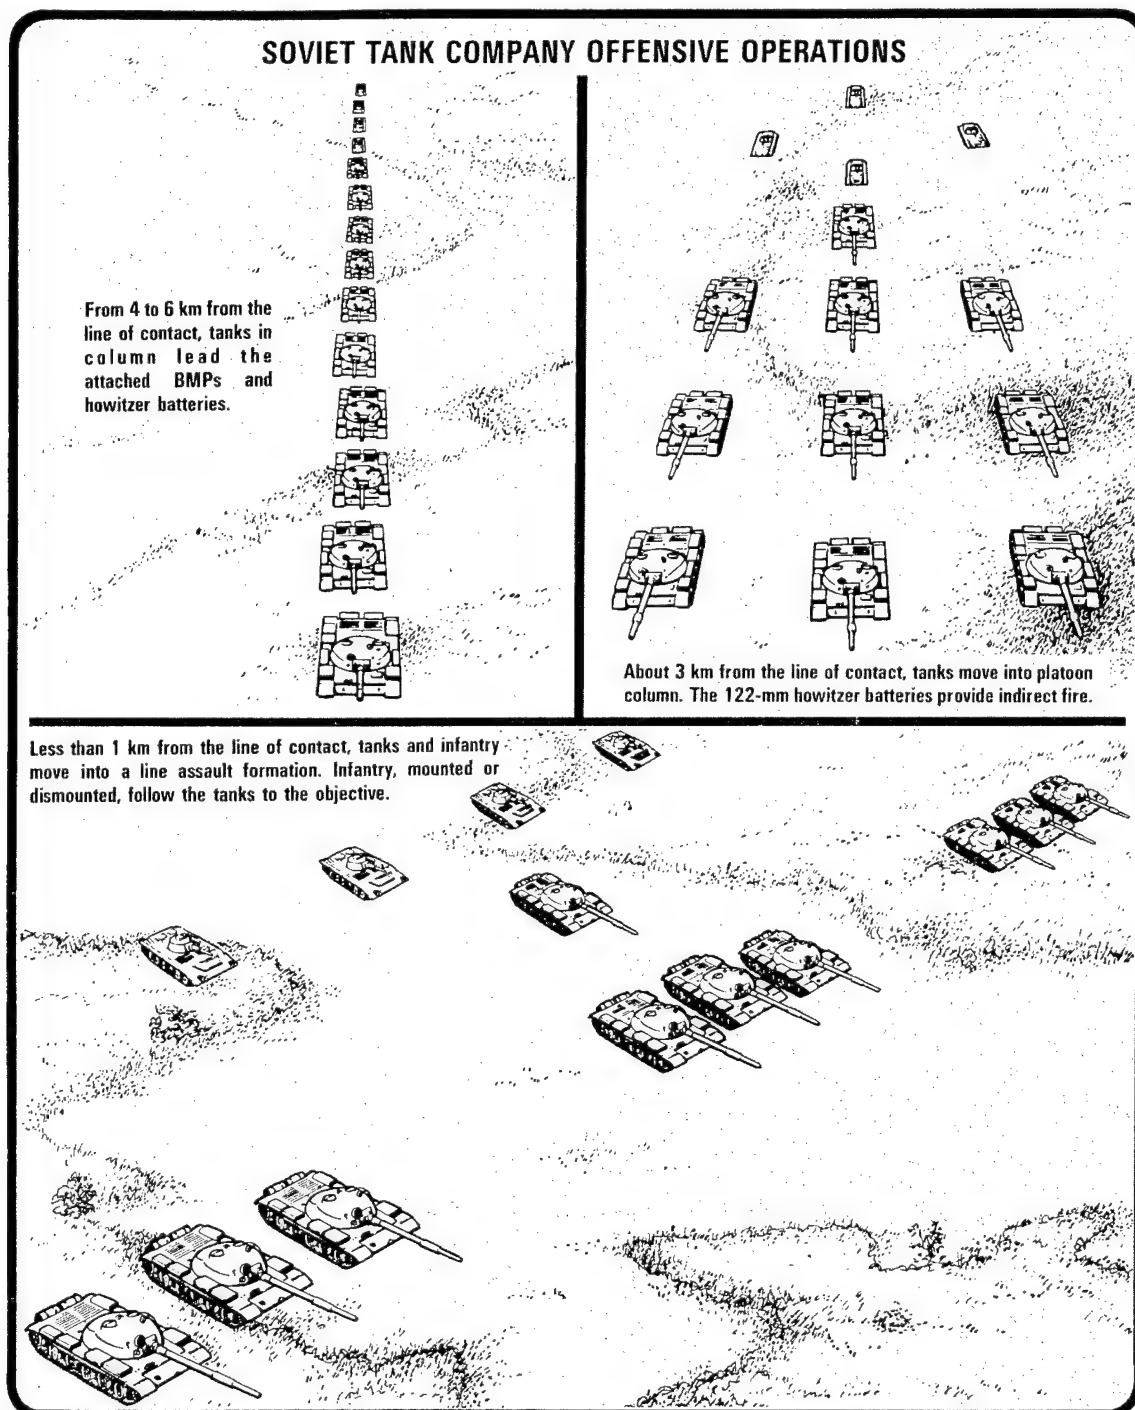 SOVIET TANK COMPANY OFFENSIVE OPERATIONS
From 4 to 6 km from the
line of contact, tanks in
column lead the
attached BMPs and
howitzer batteries.
About 3 km from the line of contact, tanks move into platoon
column. The 122-mm howitzer batteries provide indirect fire.
Less than 1 km from the line of contact, tanks and infantry
move into a line assault formation. Infantry, mounted or
dismounted, follow the tanks to the objective.